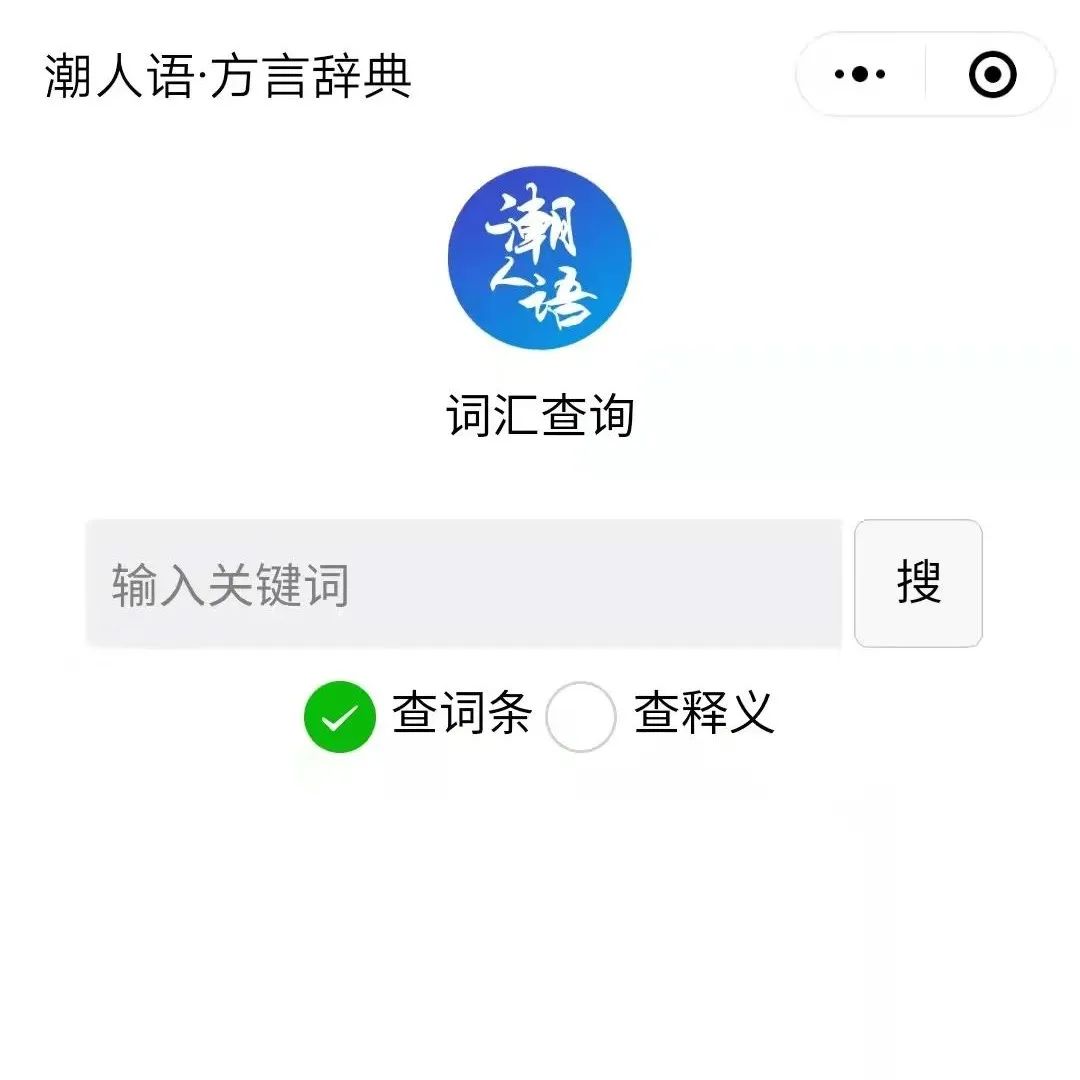 潮人语·方言辞典
潮
人语
词汇查询
输入关键词
搜
查词条 查释义